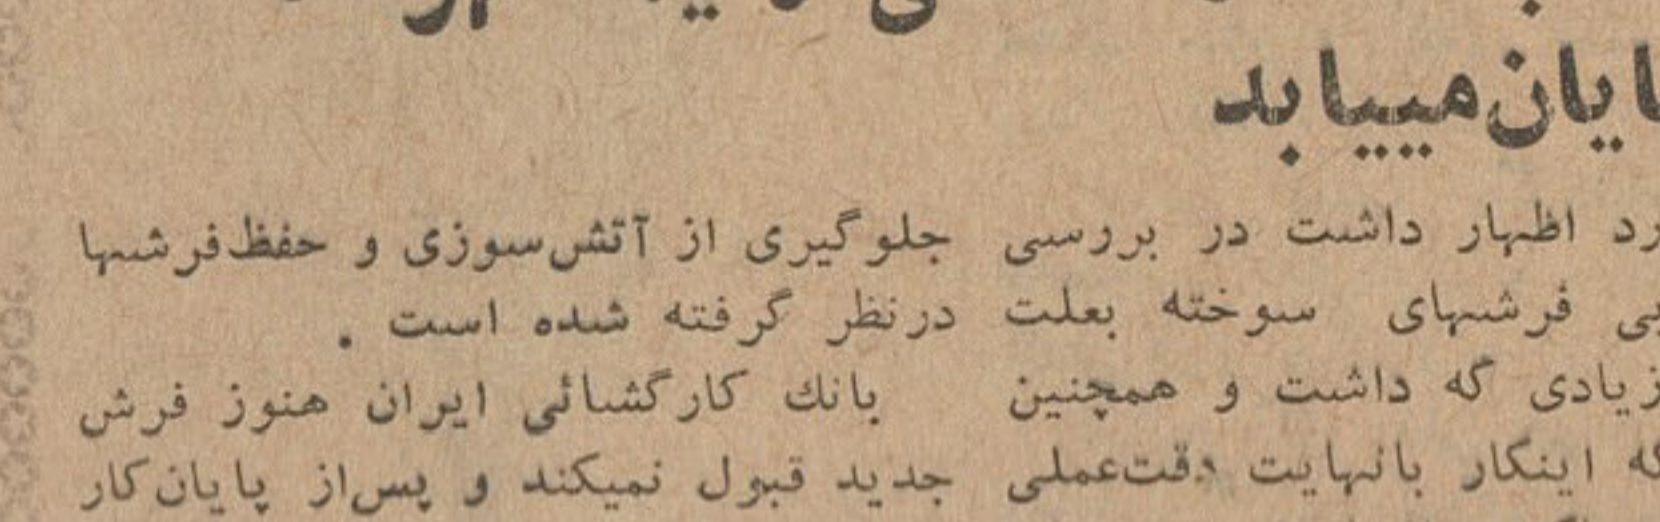 پایان مییابد
رد اظهار داشت در بررسی
بی فرشهای سوخته بعلت
زیادی که داشت و همچنین
که اینکار بانهایت دقت عملی
جلوگیری از آتش‌سوزی و حفظ فرشها
درنظر گرفته شده است .
بانك کارگشائی ایران هنوز فرش
جدید قبول نمیکند و پس‌از پایان کار